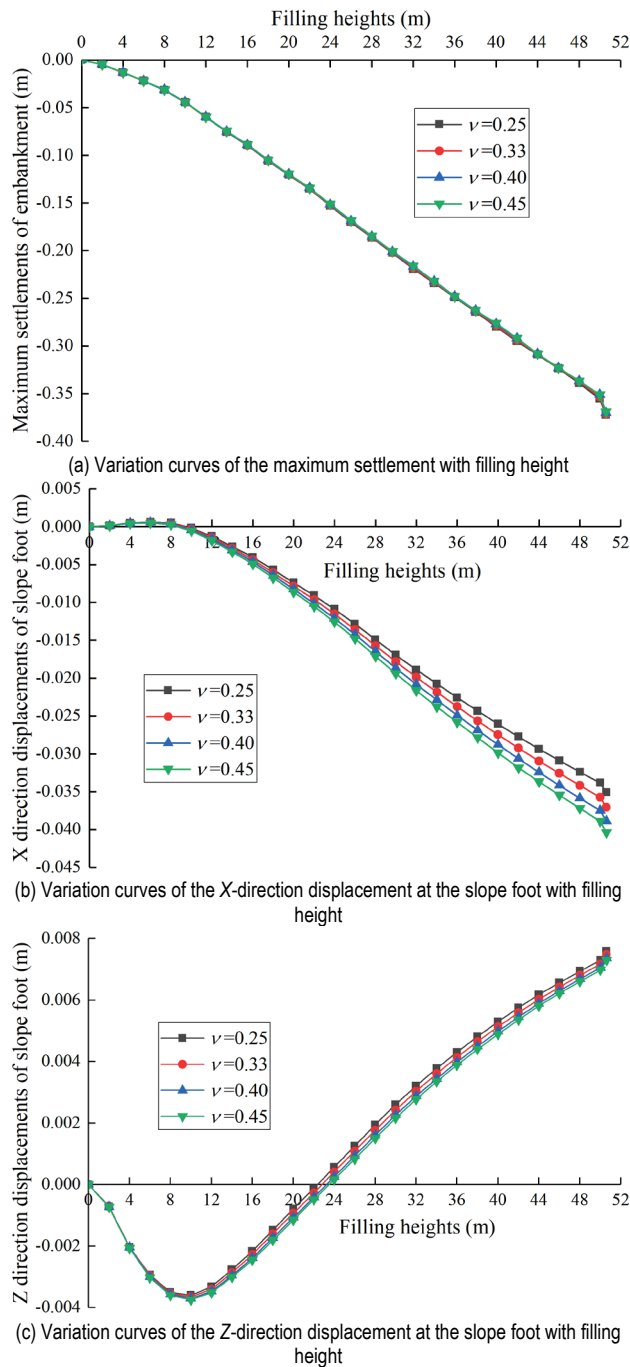 Filling heights (m)
0 4 8 12 16 20 24 28 32 36 40 44 48 52
0.00
-0.05
-0.10
-0.15
-0.20
-0.25
-0.30
-0.35
-0.40
Maximum settlements of embankment (m)
ν=0.25
ν=0.33
ν=0.40
ν=0.45
(a) Variation curves of the maximum settlement with filling height
0.005
0.000
-0.005
-0.010
-0.015
-0.020
-0.025
-0.030
-0.035
-0.040
-0.045
X direction displacements of slope foot (m)
0 4 8 12 16 20 24 28 32 36 40 44 48 52
Filling heights (m)
ν=0.25
ν=0.33
ν=0.40
ν=0.45
(b) Variation curves of the X-direction displacement at the slope foot with filling
height
0.008
0.006
0.004
0.002
0.000
-0.002
-0.004
Z direction displacements of slope foot (m)
ν=0.25
ν=0.33
ν=0.40
ν=0.45
0 4 8 12 16 20 24 28 32 36 40 44 48 52
Filling heights (m)
(c) Variation curves of the Z-direction displacement at the slope foot with filling
height